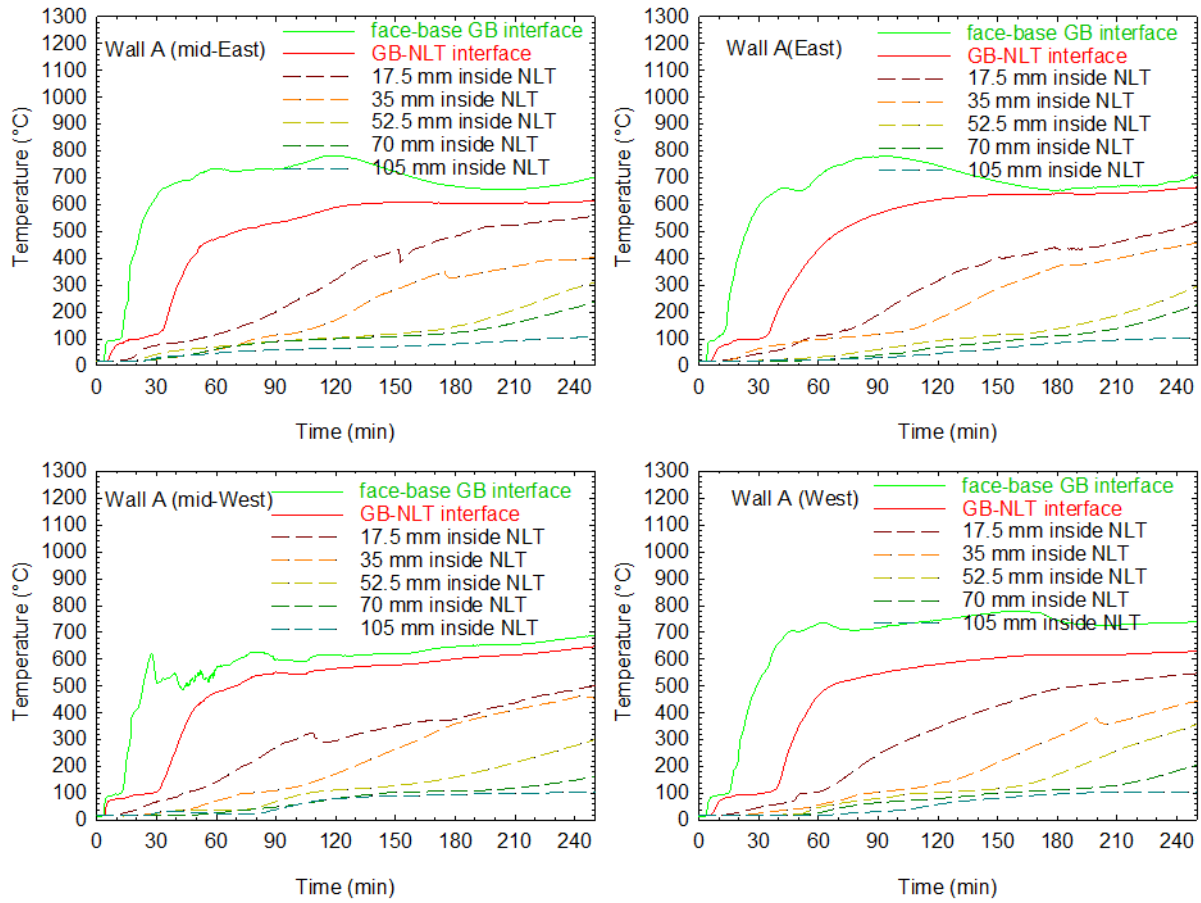 Wall A (mid-East)
face-base GB interface
GB-NLT interface
17.5 mm inside NLT
35 mm inside NLT
52.5 mm inside NLT
70 mm inside NLT
105 mm inside NLT
1300
1200
1100
1000
900
800
700
600
500
400
300
200
100
0
Temperature (°C)
0 30 60 90 120 150 180 210 240
Time (min)
Wall A(East)
face-base GB interface
GB-NLT interface
17.5 mm inside NLT
35 mm inside NLT
52.5 mm inside NLT
70 mm inside NLT
105 mm inside NLT
1300
1200
1100
1000
900
800
700
600
500
400
300
200
100
0
Temperature (°C)
0 30 60 90 120 150 180 210 240
Time (min)
Wall A (mid-West)
face-base GB interface
GB-NLT interface
17.5 mm inside NLT
35 mm inside NLT
52.5 mm inside NLT
70 mm inside NLT
105 mm inside NLT
1300
1200
1100
1000
900
800
700
600
500
400
300
200
100
0
Temperature (°C)
0 30 60 90 120 150 180 210 240
Time (min)
Wall A (West)
face-base GB interface
GB-NLT interface
17.5 mm inside NLT
35 mm inside NLT
52.5 mm inside NLT
70 mm inside NLT
105 mm inside NLT
1300
1200
1100
1000
900
800
700
600
500
400
300
200
100
0
Temperature (°C)
0 30 60 90 120 150 180 210 240
Time (min)